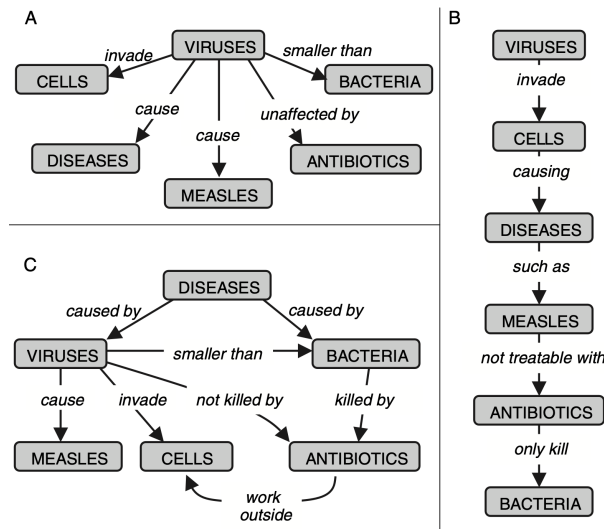 A
VIRUSES
invade
smaller than
CELLS
BACTERIA
cause
cause
unaffected by
DISEASES
ANTIBIOTICS
MEASLES
B
VIRUSES
invade
CELLS
causing
DISEASES
such as
MEASLES
not treatable with
ANTIBIOTICS
only kill
BACTERIA
C
DISEASES
caused by
caused by
VIRUSES
smaller than
BACTERIA
cause
invade
not killed by
killed by
MEASLES
CELLS
ANTIBIOTICS
work
outside